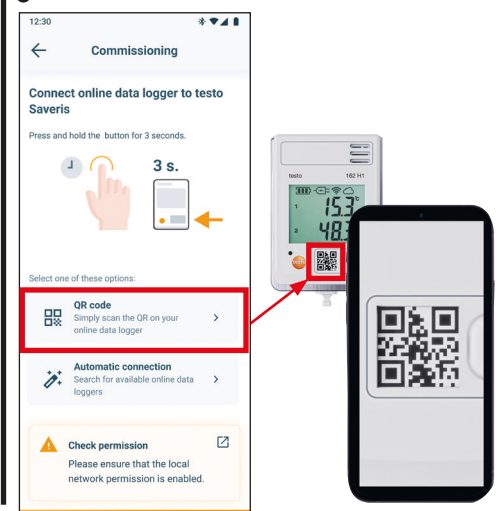 12:30
Commissioning
Connect online data logger to testo
Saveris
Press and hold the button for 3 seconds.
3 s.
Select one of these options:
QR code
Simply scan the QR on your
online data logger
Automatic connection
Search for available online data
loggers
Check permission
Please ensure that the local
network permission is enabled.
testo 162 H1
1 15.3 °C
2 48.3
testo